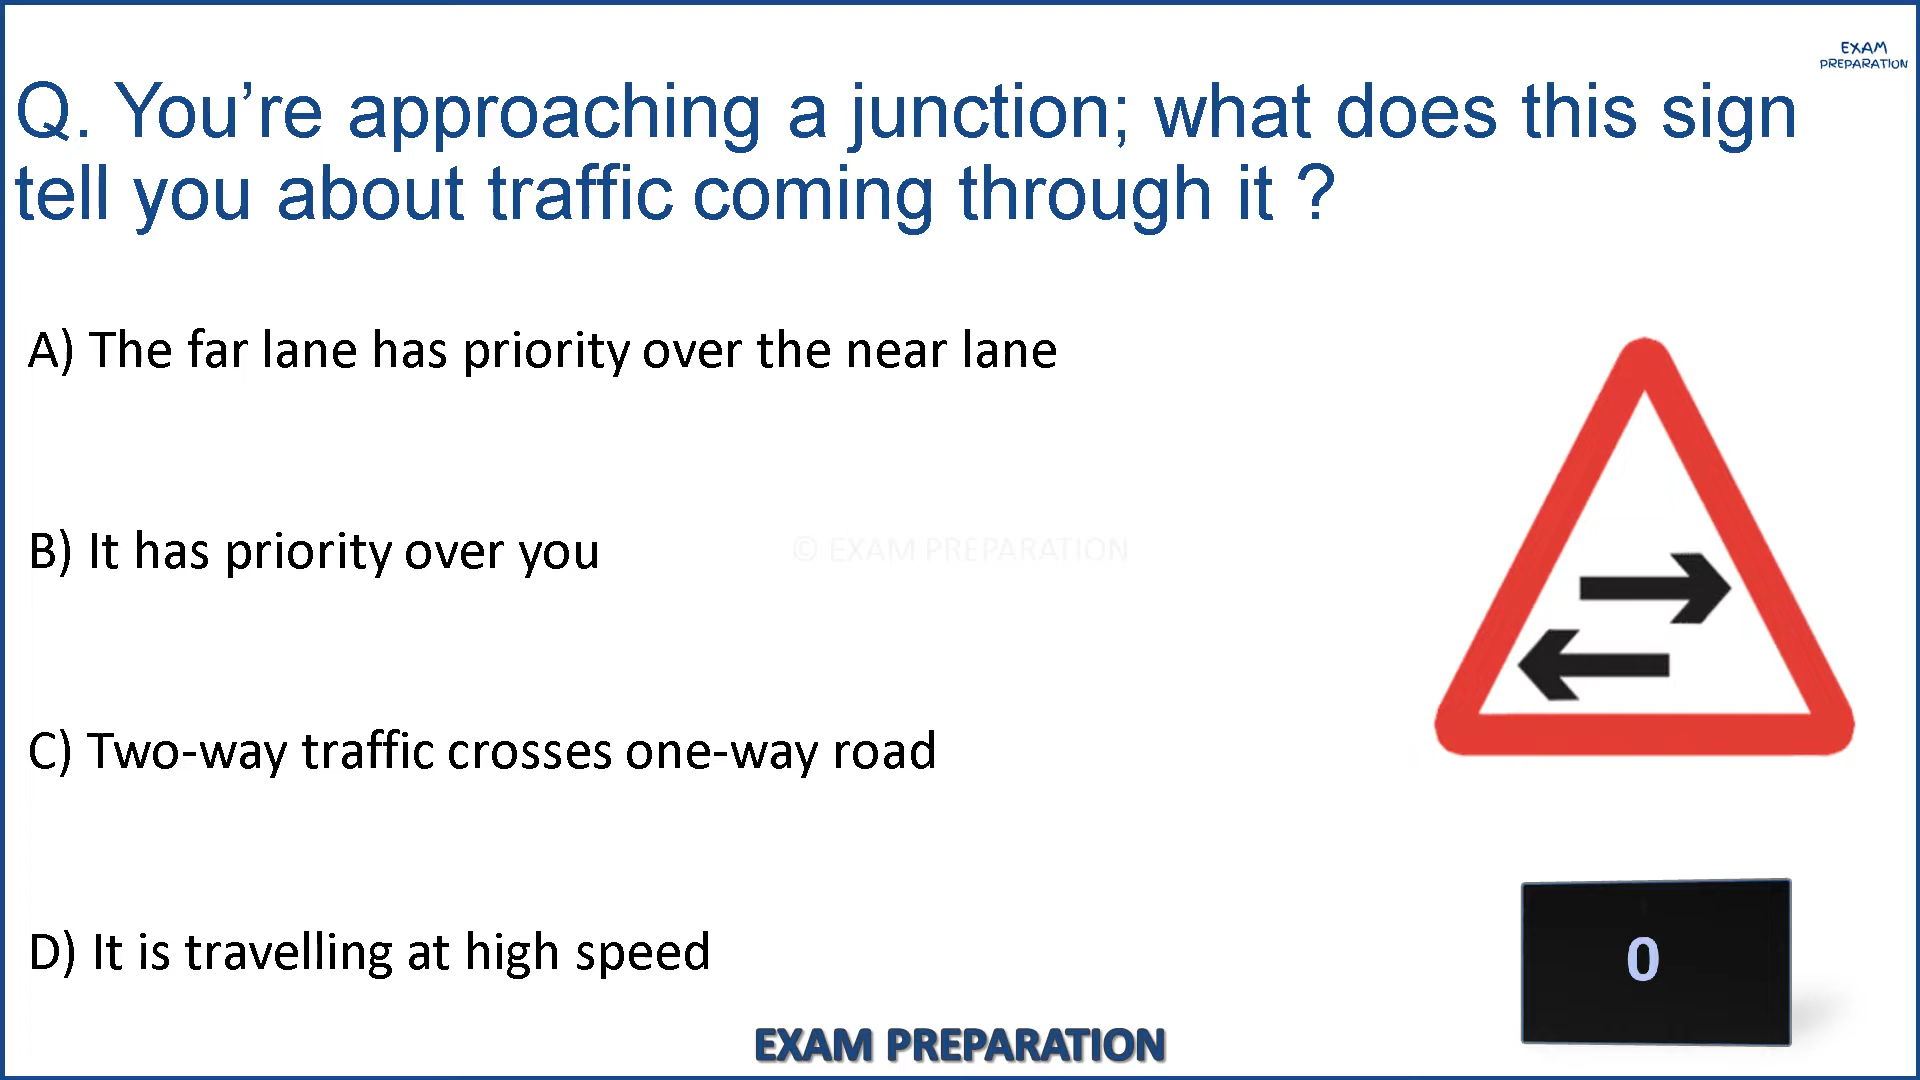 EXAM
PREPARATION
Q. You’re approaching a junction; what does this sign
tell you about traffic coming through it ?
A) The far lane has priority over the near lane
B) It has priority over you
© EXAM PREPARATION
C) Two-way traffic crosses one-way road
D) It is travelling at high speed
0
EXAM PREPARATION